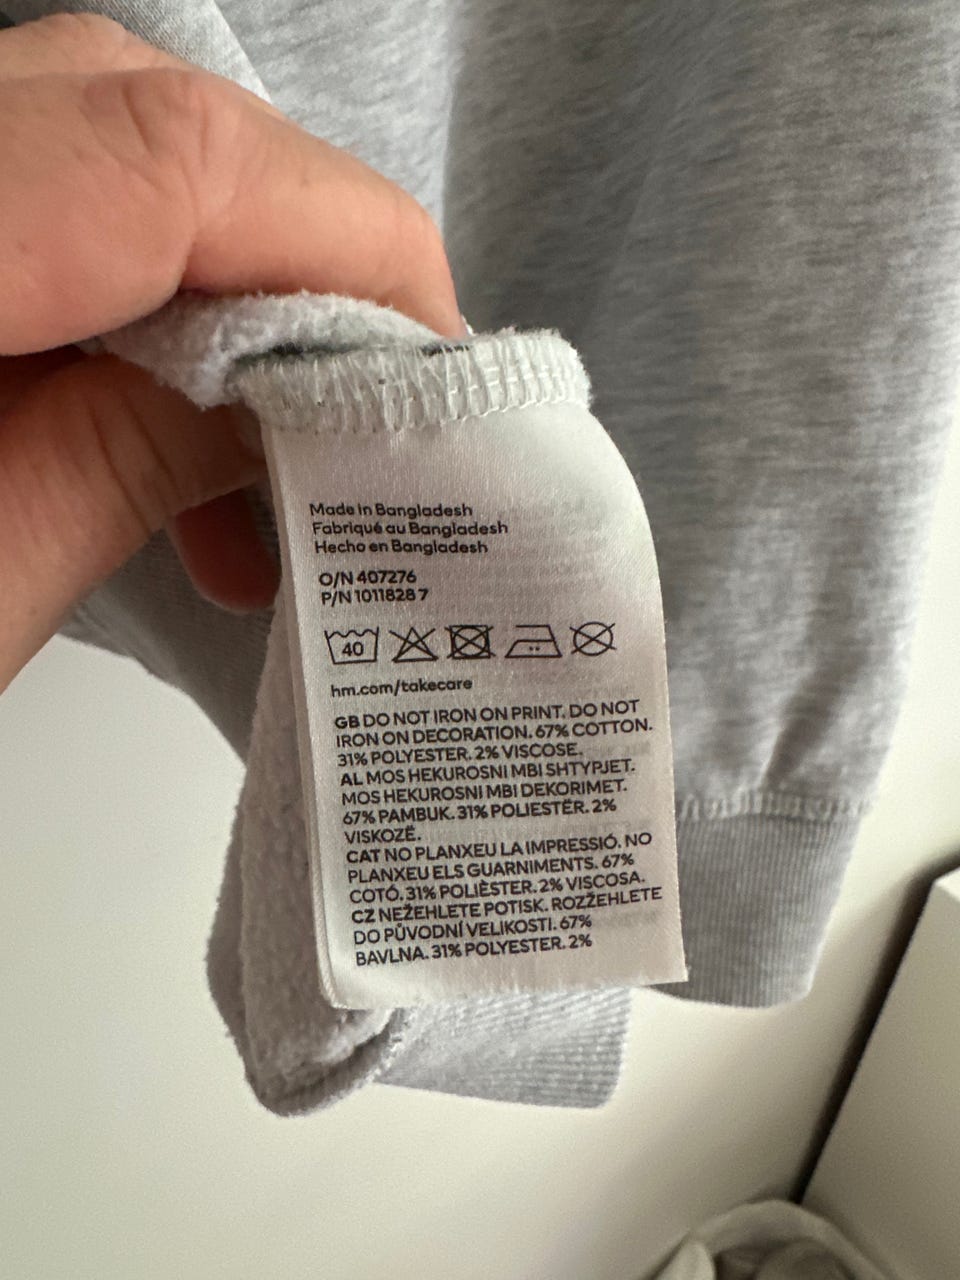 Made in Bangladesh
Fabriqué au Bangladesh
Hecho en Bangladesh
O/N 407276
P/N 1011828 7
40
hm.com/takecare
GB DO NOT IRON ON PRINT. DO NOT
IRON ON DECORATION. 67% COTTON.
31% POLYESTER. 2% VISCOSE.
AL MOS HEKUROSNI MBI SHTYPJET.
MOS HEKUROSNI MBI DEKORIMET.
67% PAMBUK. 31% POLIESTËR. 2%
VISKOZË.
CAT NO PLANXEU LA IMPRESSIÓ. NO
PLANXEU ELS GUARNIMENTS. 67%
COTÓ. 31% POLIÈSTER. 2% VISCOSA.
CZ NEŽEHLETE POTISK. ROZŽEHLETE
DO PŮVODNÍ VELIKOSTI. 67%
BAVLNA. 31% POLYESTER. 2%